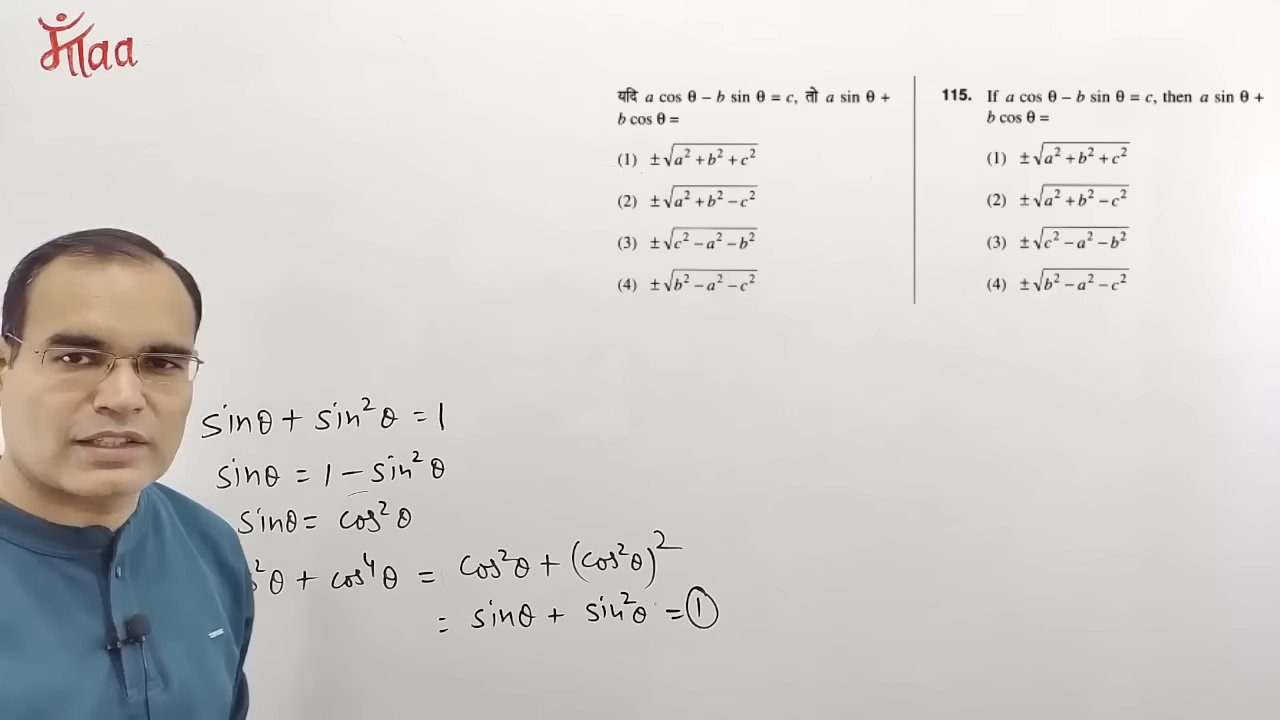 माaa
यदि a cos θ – b sin θ = c, तो a sin θ +
b cos θ =
(1) ±√(a² + b² + c²)
(2) ±√(a² + b² – c²)
(3) ±√(c² – a² – b²)
(4) ±√(b² – a² – c²)
115. If a cos θ – b sin θ = c, then a sin θ +
b cos θ =
(1) ±√(a² + b² + c²)
(2) ±√(a² + b² – c²)
(3) ±√(c² – a² – b²)
(4) ±√(b² – a² – c²)
sinθ + sin²θ = 1
sinθ = 1 – sin²θ
sinθ = cos²θ
s²θ + cos⁴θ = cos²θ + (cos²θ)²
= sinθ + sin²θ = 1